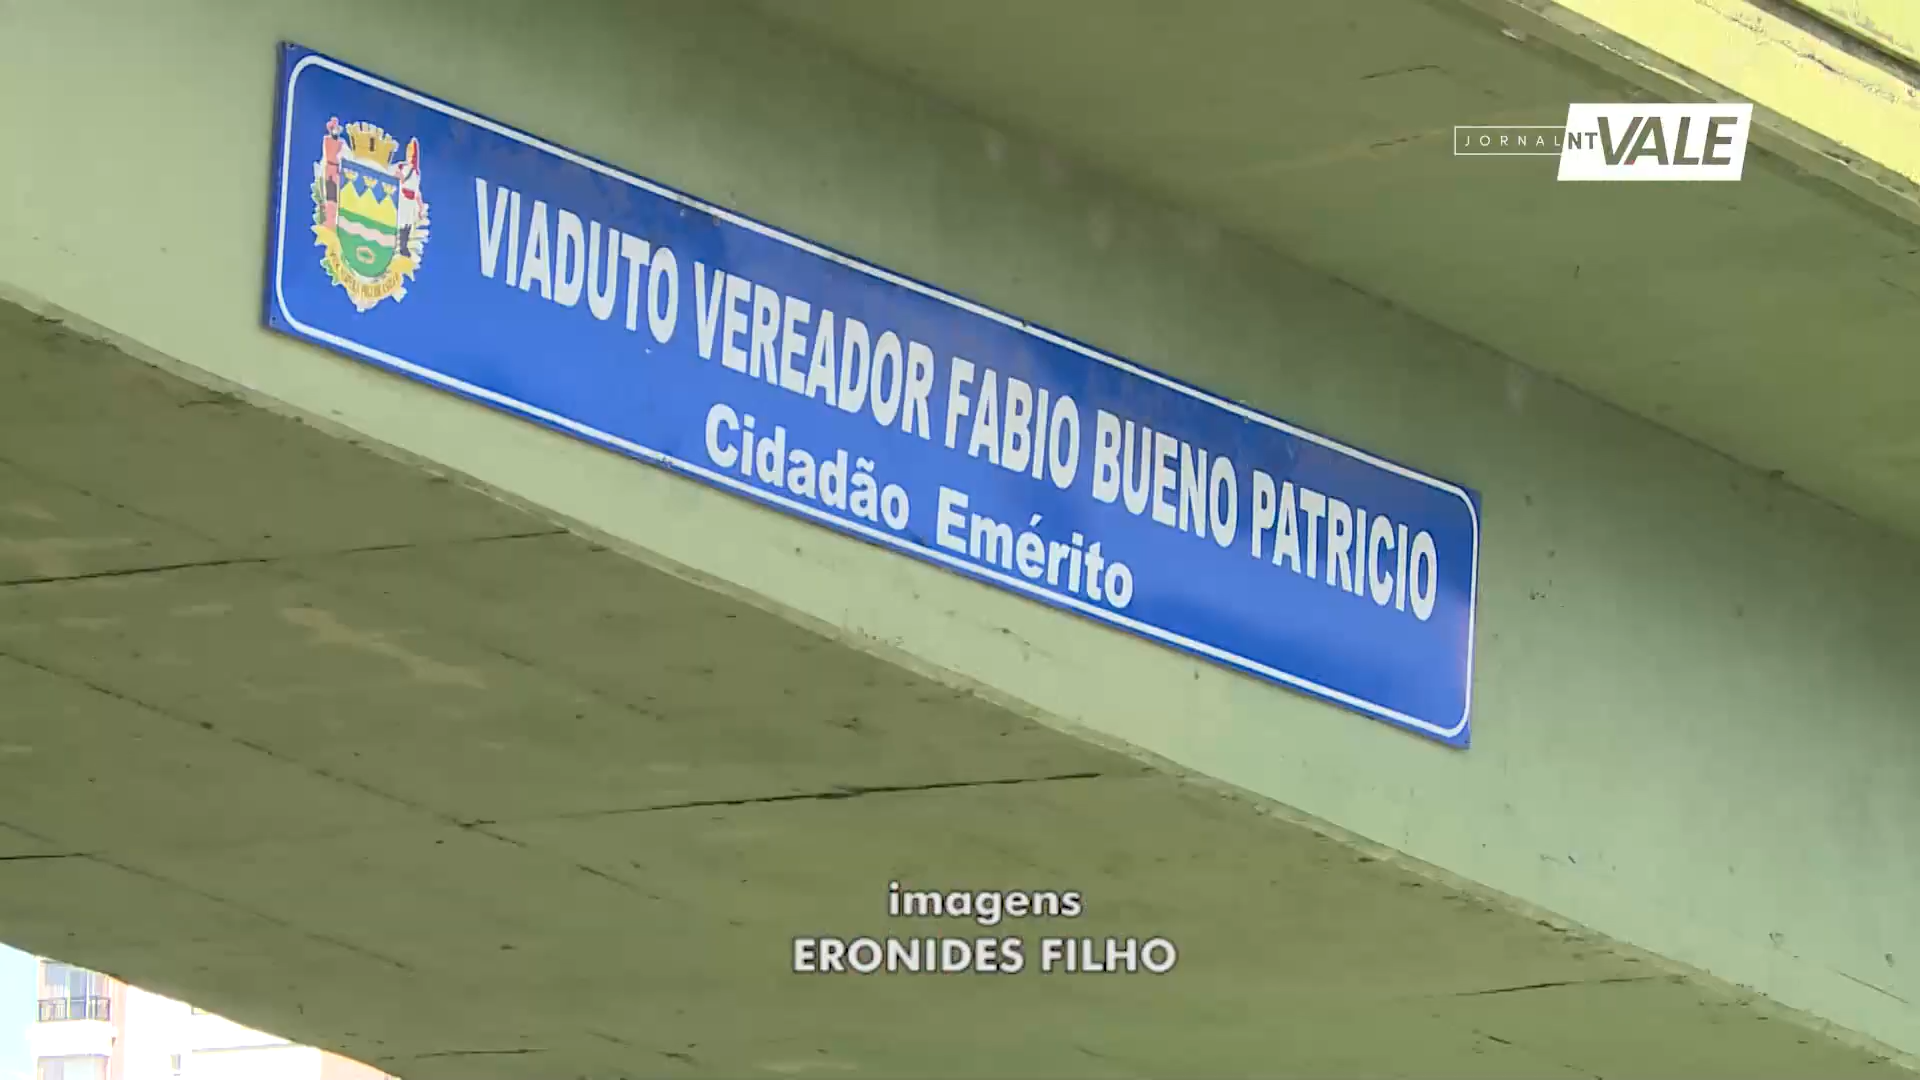 JORNAL NT VALE
VIADUTO VEREADOR FABIO BUENO PATRICIO
Cidadão Emérito
imagens
ERONIDES FILHO